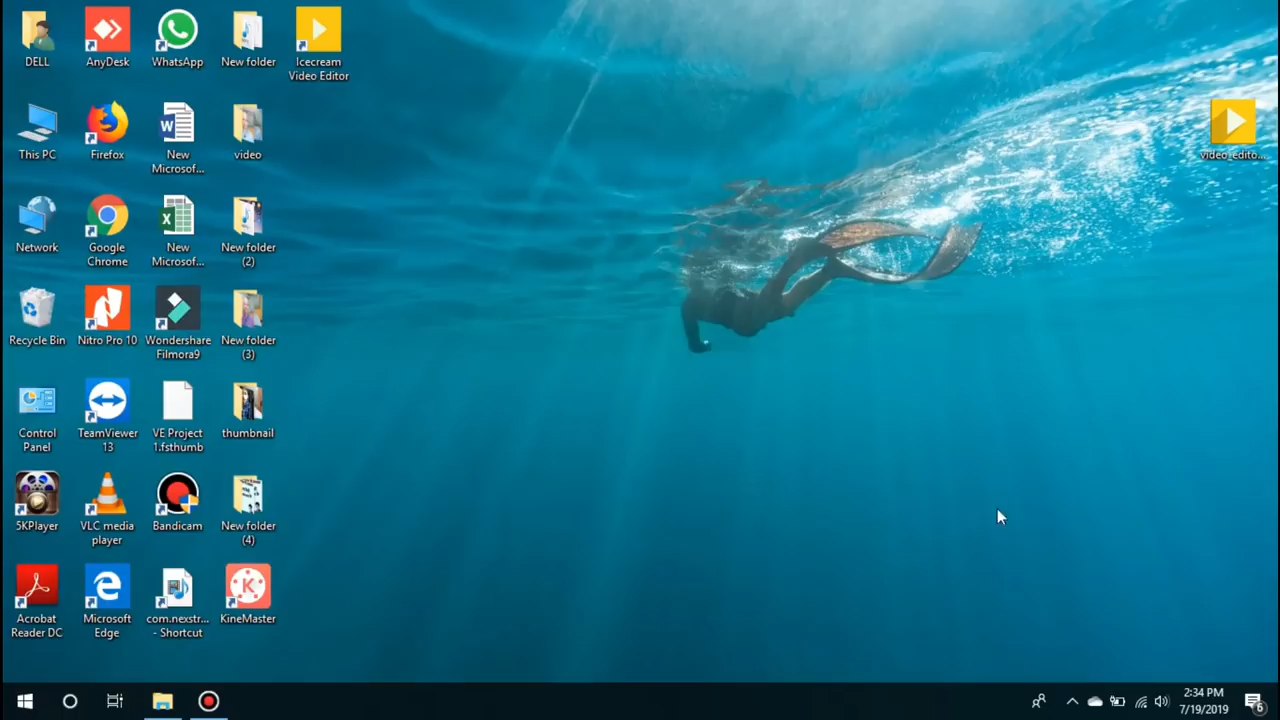 DELL
AnyDesk
WhatsApp
New folder
Icecream
Video Editor
This PC
Firefox
New
Microsof...
video
video_edito...
Network
Google
Chrome
New
Microsof...
New folder
(2)
Recycle Bin
Nitro Pro 10
Wondershare
Filmora9
New folder
(3)
Control
Panel
TeamViewer
13
VE Project
1.fsthumb
thumbnail
5KPlayer
VLC media
player
Bandicam
New folder
(4)
Acrobat
Reader DC
Microsoft
Edge
com.nexstr...
- Shortcut
KineMaster
2:34 PM
7/19/2019
6